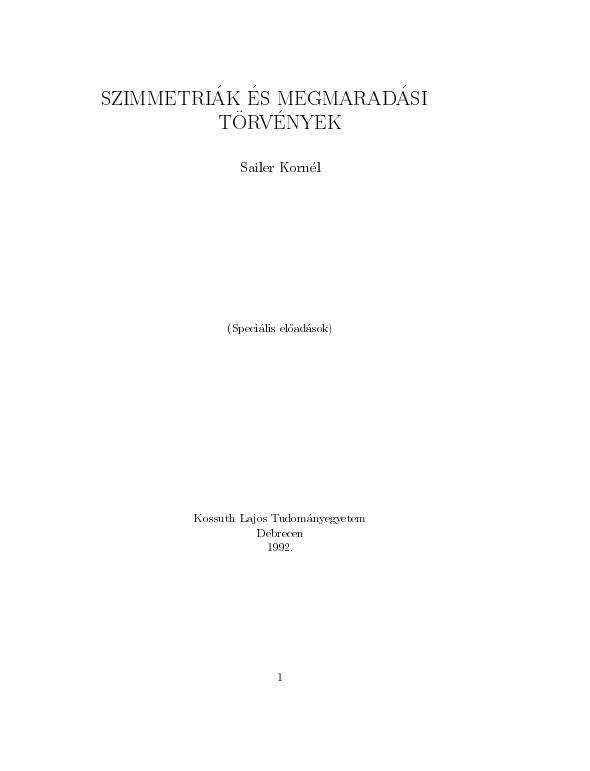 SZIMMETRIÁK ÉS MEGMARADÁSI
TÖRVÉNYEK
Sailer Kornél
(Speciális előadások)
Kossuth Lajos Tudományegyetem
Debrecen
1992.
1